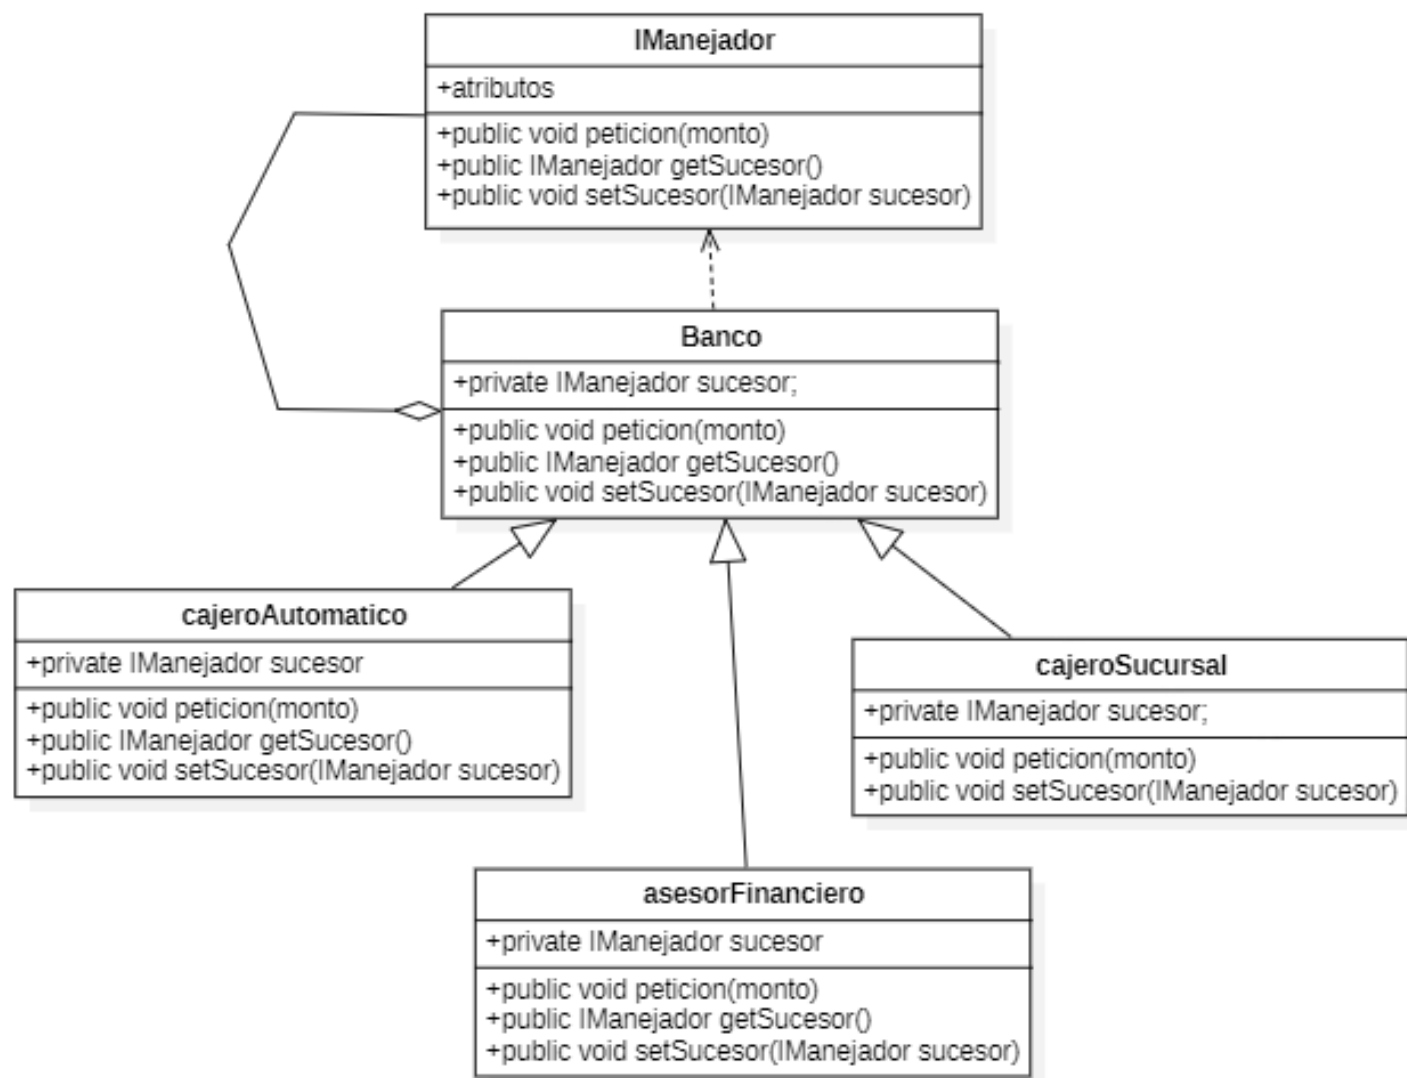 IManejador
+atributos
+public void peticion(monto)
+public IManejador getSucesor()
+public void setSucesor(IManejador sucesor)
Banco
+private IManejador sucesor;
+public void peticion(monto)
+public IManejador getSucesor()
+public void setSucesor(IManejador sucesor)
cajeroAutomatico
+private IManejador sucesor
+public void peticion(monto)
+public IManejador getSucesor()
+public void setSucesor(IManejador sucesor)
cajeroSucursal
+private IManejador sucesor;
+public void peticion(monto)
+public void setSucesor(IManejador sucesor)
asesorFinanciero
+private IManejador sucesor
+public void peticion(monto)
+public IManejador getSucesor()
+public void setSucesor(IManejador sucesor)